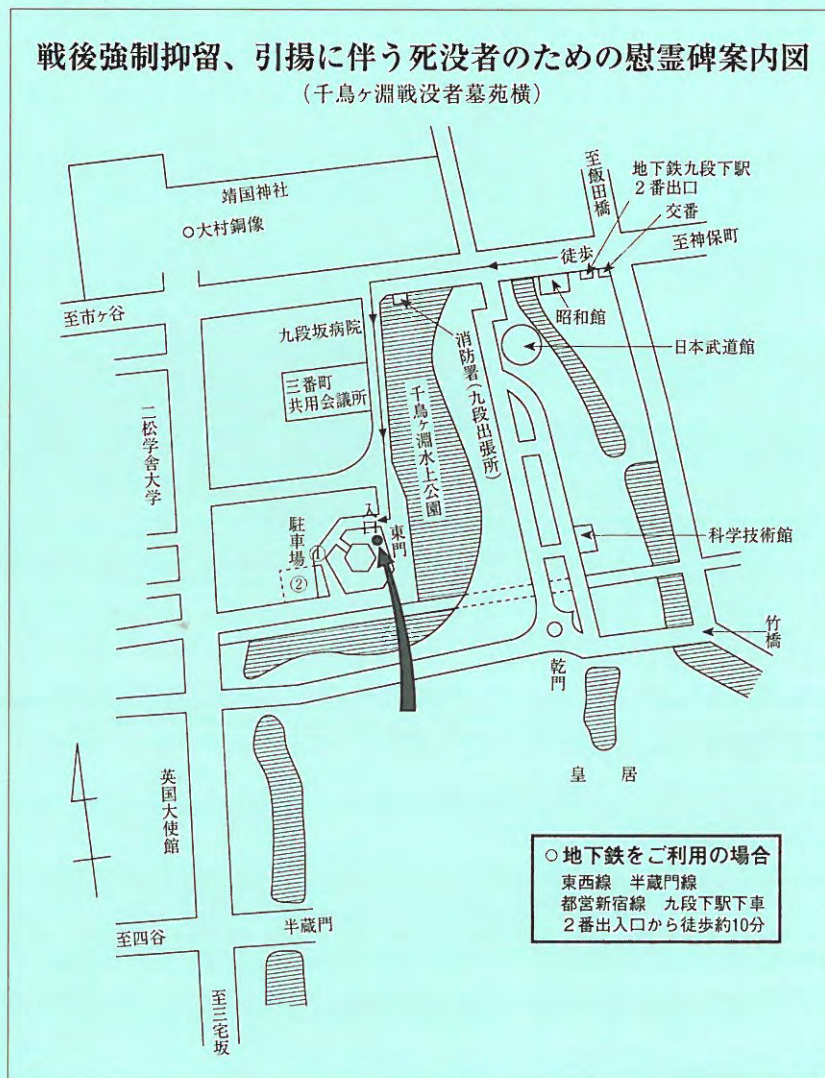 戦後強制抑留、引揚に伴う死没者のための慰霊碑案内図
(千鳥ヶ淵戦没者墓苑横)
至飯田橋
地下鉄九段下駅
2番出口
交番
靖国神社
大村銅像
徒歩
至神保町
至市ヶ谷
九段坂病院
昭和館
消防署(九段出張所)
日本武道館
三番町
共用会議所
千鳥ヶ淵水上公園
二松学舎大学
入口
東門
駐車場
①
②
科学技術館
竹橋
乾門
皇居
英国大使館
○地下鉄をご利用の場合
東西線 半蔵門線
都営新宿線 九段下駅下車
2番出入口から徒歩約10分
半蔵門
至四谷
至三宅坂